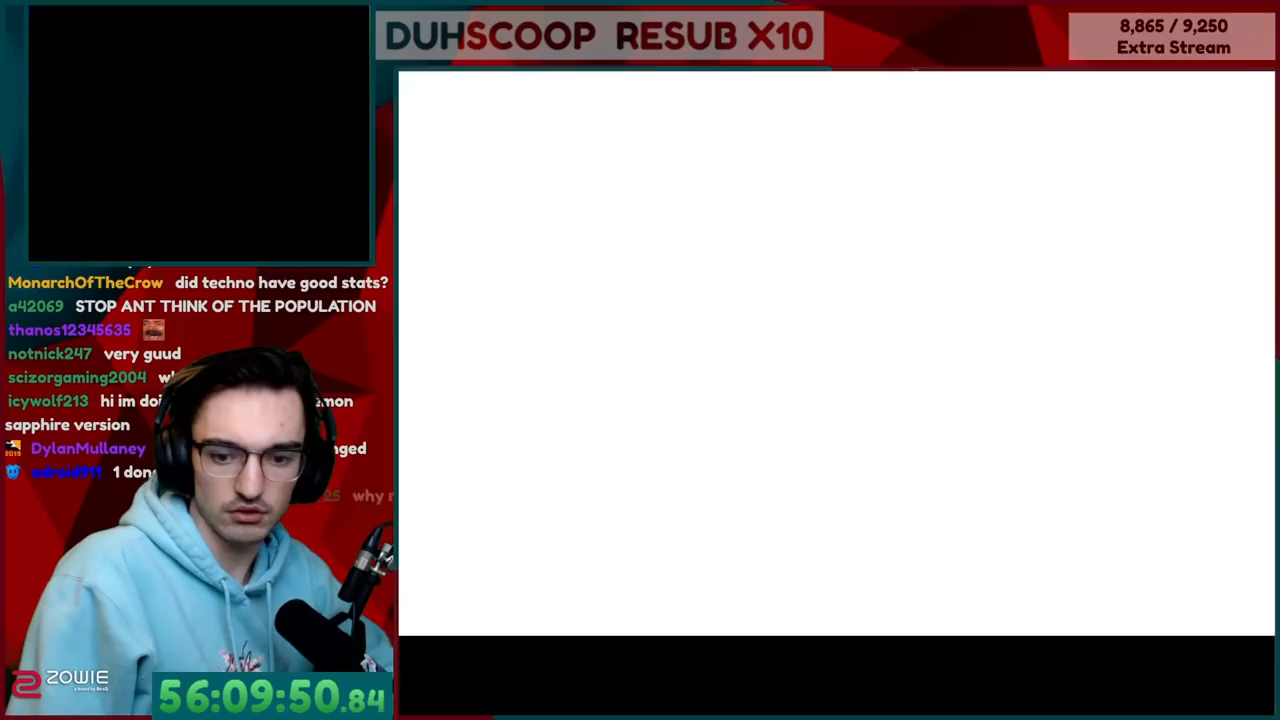 DUHSCOOP RESUB X10
8,865 / 9,250
Extra Stream
MonarchOfTheCrow did techno have good stats?
a42069 STOP ANT THINK OF THE POPULATION
thanos12345635
notnick247 very guud
scizorgaming2004
icywolf213 hi im
sapphire version
DylanMullaney
adroid911 1
why
ZOWIE
56:09:50.84